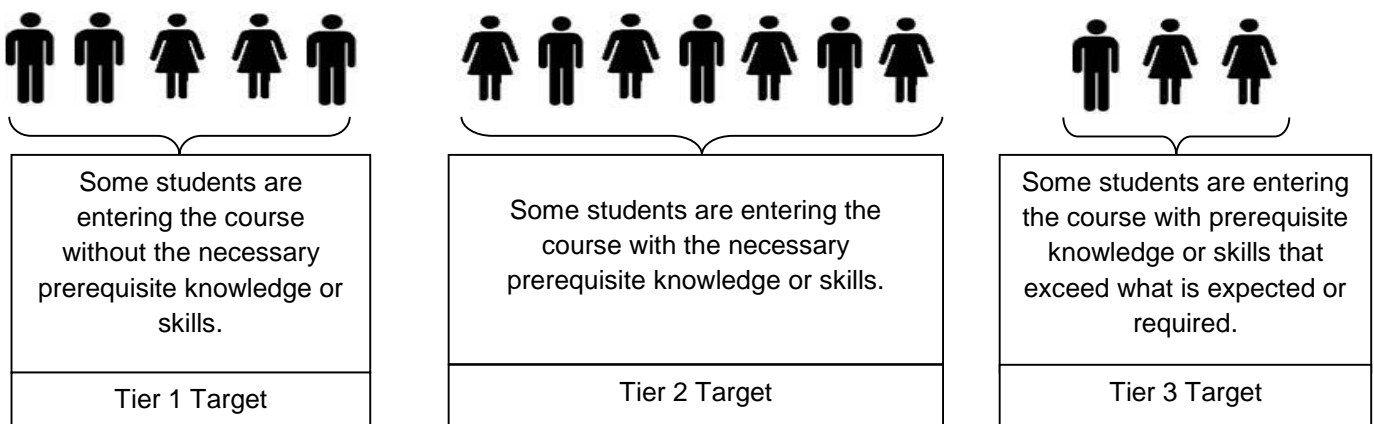 Some students are
entering the course
without the necessary
prerequisite knowledge or
skills.
Tier 1 Target
Some students are entering the
course with the necessary
prerequisite knowledge or skills.
Tier 2 Target
Some students are entering
the course with prerequisite
knowledge or skills that
exceed what is expected or
required.
Tier 3 Target